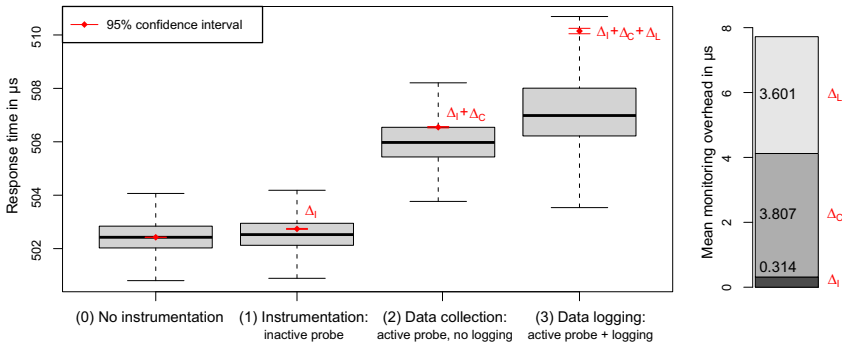 95% confidence interval
Response time in μs
510
508
506
504
502
ΔI
ΔI+ΔC
ΔI+ΔC+ΔL
(0) No instrumentation
(1) Instrumentation:
inactive probe
(2) Data collection:
active probe, no logging)
(3) Data logging:
active probe + logging)
Mean monitoring overhead in μs
8
6
4
2
0
3.601
3.807
0.314
ΔL
ΔC
ΔI